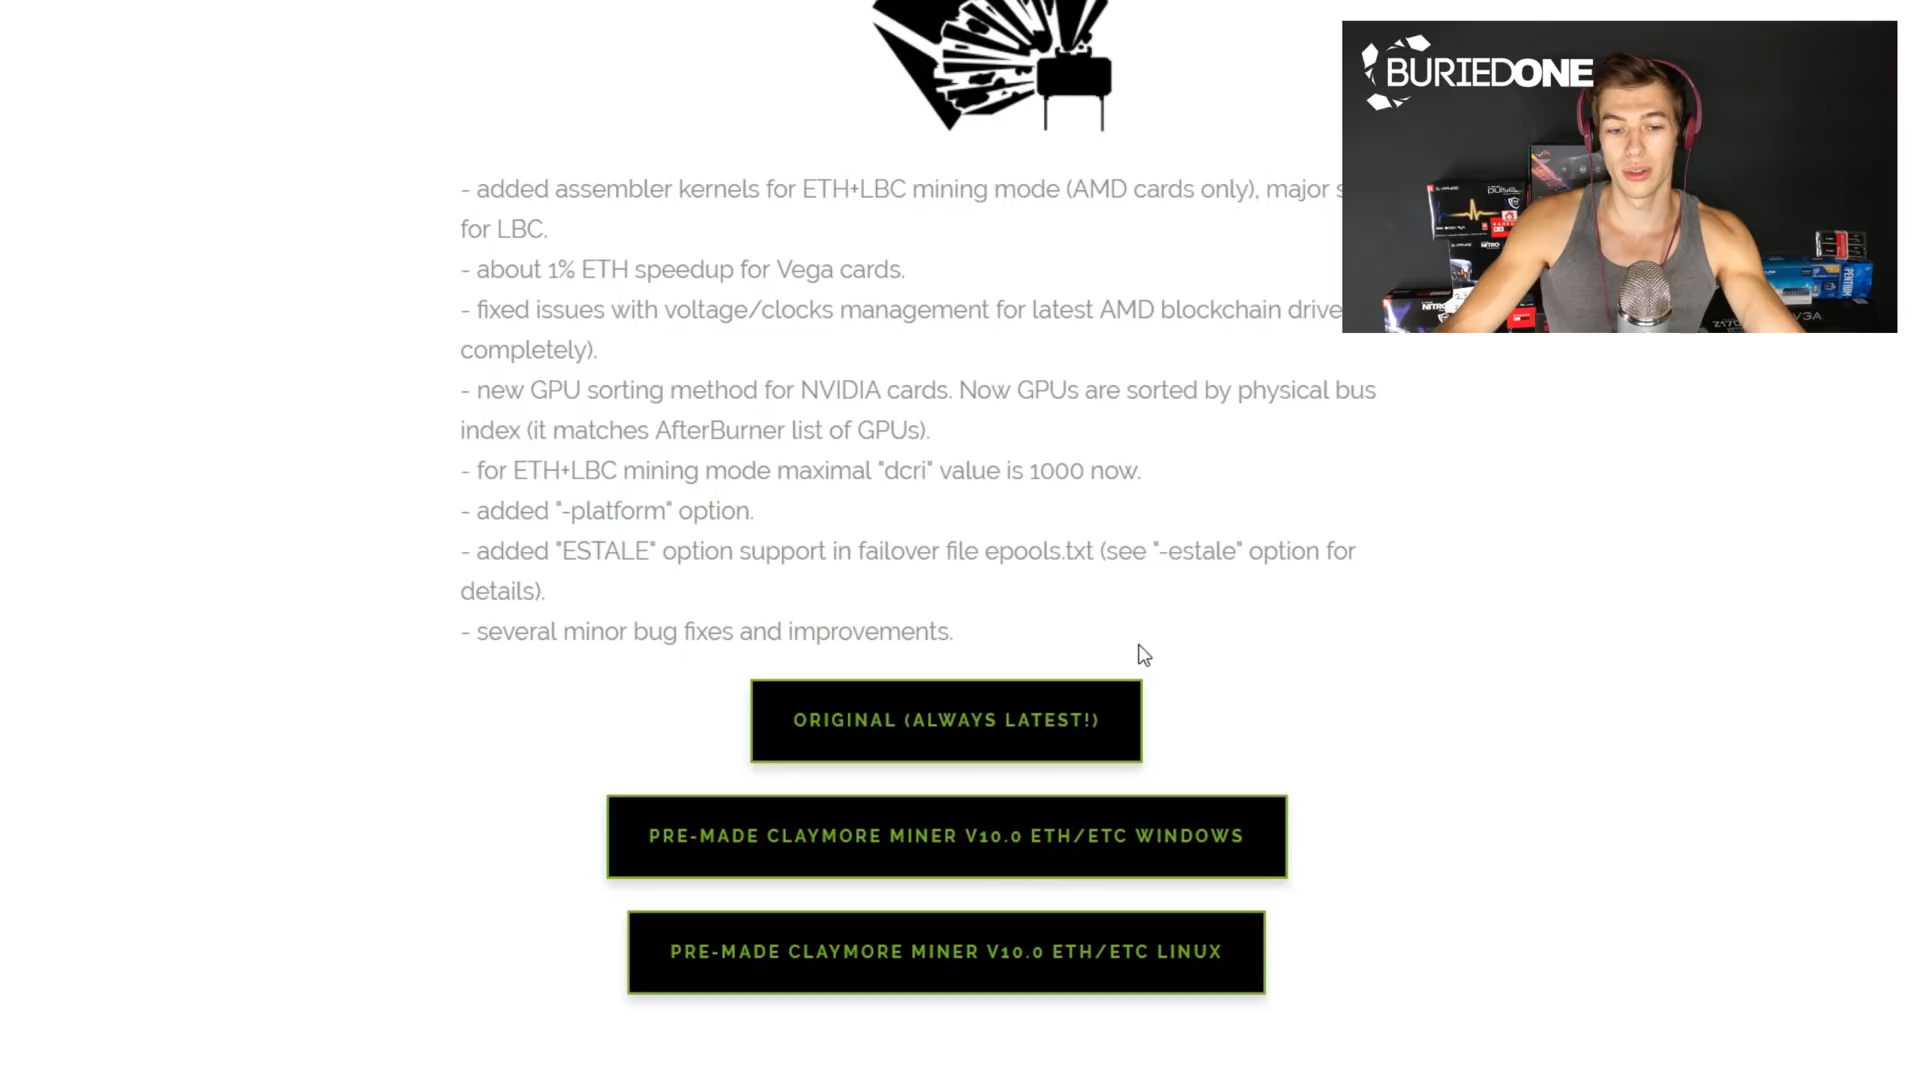 BURIEDONE
- added assembler kernels for ETH+LBC mining mode (AMD cards only), major
for LBC.
- about 1% ETH speedup for Vega cards.
- fixed issues with voltage/clocks management for latest AMD blockchain
completely).
- new GPU sorting method for NVIDIA cards. Now GPUs are sorted by physical bus
index (it matches AfterBurner list of GPUs).
- for ETH+LBC mining mode maximal "dcri" value is 1000 now.
- added "-platform" option.
- added "ESTALE" option support in failover file epools.txt (see "-estale" option for
details).
- several minor bug fixes and improvements.
ORIGINAL (ALWAYS LATEST!)
PRE-MADE CLAYMORE MINER V10.0 ETH/ETC WINDOWS
PRE-MADE CLAYMORE MINER V10.0 ETH/ETC LINUX
PULSE
NITRO
NITRO
PENTIUM